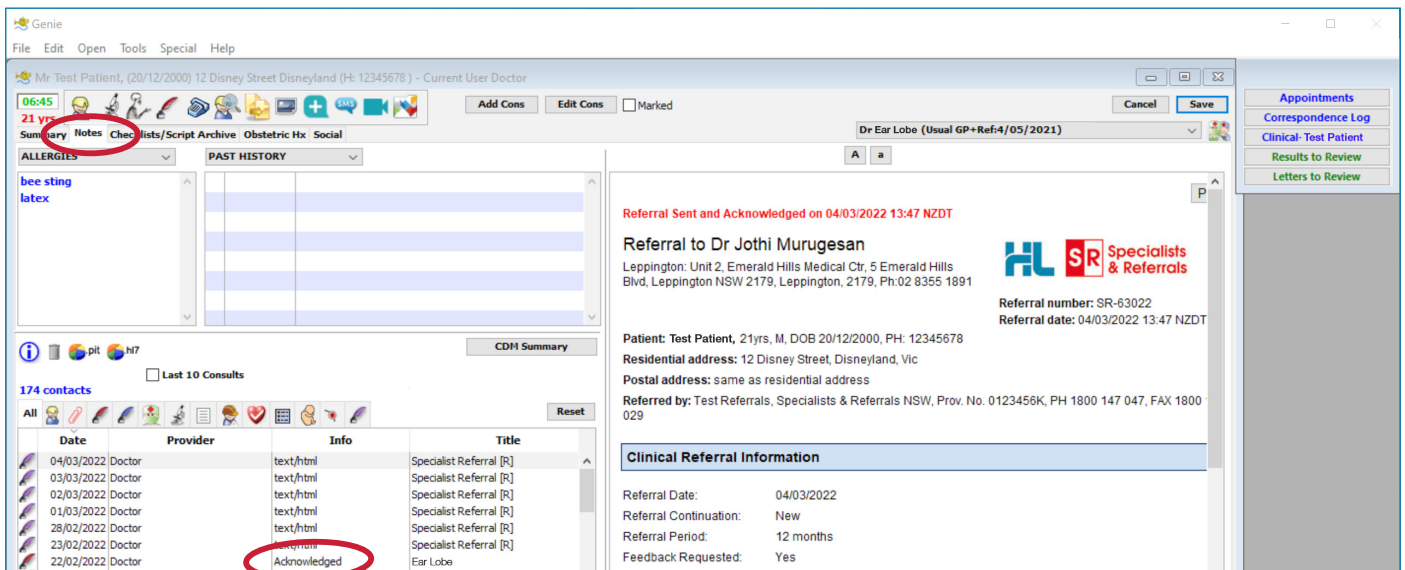 Genie
File Edit Open Tools Special Help
Mr Test Patient, (20/12/2000) 12 Disney Street Disneyland (H: 12345678 ) - Current User Doctor
06:45
21 yrs
SMS
Add Cons Edit Cons Marked Cancel Save
Summary Notes Checklists/Script Archive Obstetric Hx Social
Dr Ear Lobe (Usual GP+Ref:4/05/2021)
Appointments
Correspondence Log
Clinical- Test Patient
Results to Review
Letters to Review
ALLERGIES PAST HISTORY
A a
bee sting
latex
P
Referral Sent and Acknowledged on 04/03/2022 13:47 NZDT
Referral to Dr Jothi Murugesan
Leppington: Unit 2, Emerald Hills Medical Ctr, 5 Emerald Hills
Blvd, Leppington NSW 2179, Leppington, 2179, Ph:02 8355 1891
HL SR Specialists
& Referrals
Referral number: SR-63022
Referral date: 04/03/2022 13:47 NZDT
Patient: Test Patient, 21yrs, M, DOB 20/12/2000, PH: 12345678
Residential address: 12 Disney Street, Disneyland, Vic
Postal address: same as residential address
Referred by: Test Referrals, Specialists & Referrals NSW, Prov. No. 0123456K, PH 1800 147 047, FAX 1800
029
Clinical Referral Information
Referral Date: 04/03/2022
Referral Continuation: New
Referral Period: 12 months
Feedback Requested: Yes
pit hl7
CDM Summary
Last 10 Consults
174 contacts
All Reset
Date Provider Info Title
04/03/2022 Doctor text/html Specialist Referral [R]
03/03/2022 Doctor text/html Specialist Referral [R]
02/03/2022 Doctor text/html Specialist Referral [R]
01/03/2022 Doctor text/html Specialist Referral [R]
28/02/2022 Doctor text/html Specialist Referral [R]
23/02/2022 Doctor text/html Specialist Referral [R]
22/02/2022 Doctor Acknowledged Ear Lobe